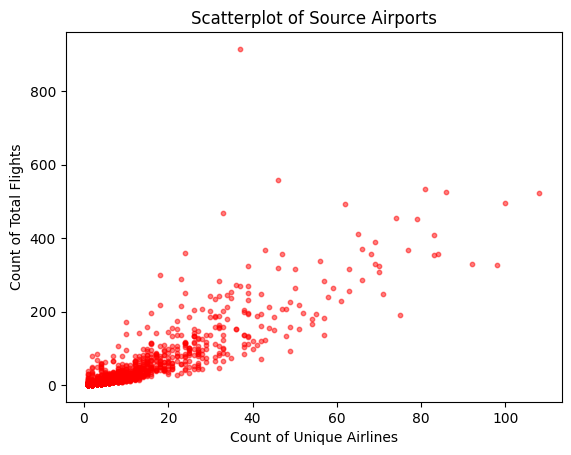 Scatterplot of Source Airports
800
600
400
200
0
Count of Total Flights
0 20 40 60 80 100
Count of Unique Airlines